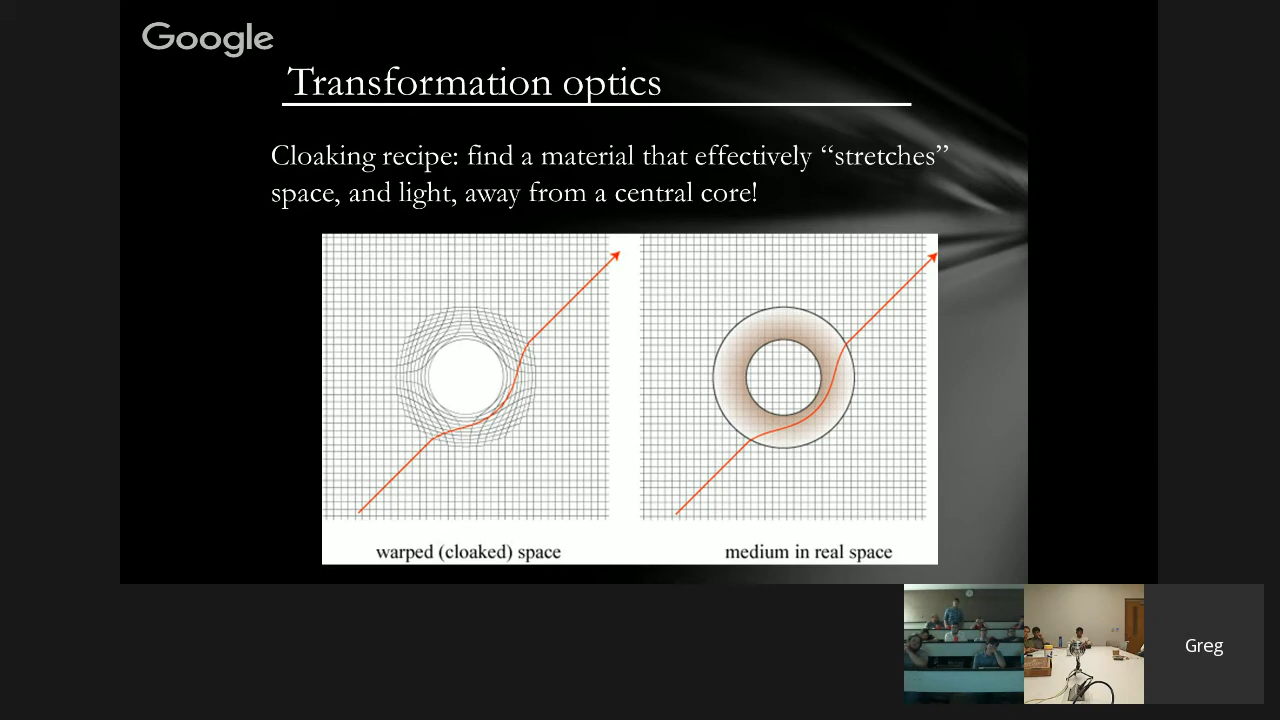 Google
Transformation optics
Cloaking recipe: find a material that effectively “stretches”
space, and light, away from a central core!
warped (cloaked) space
medium in real space
Greg